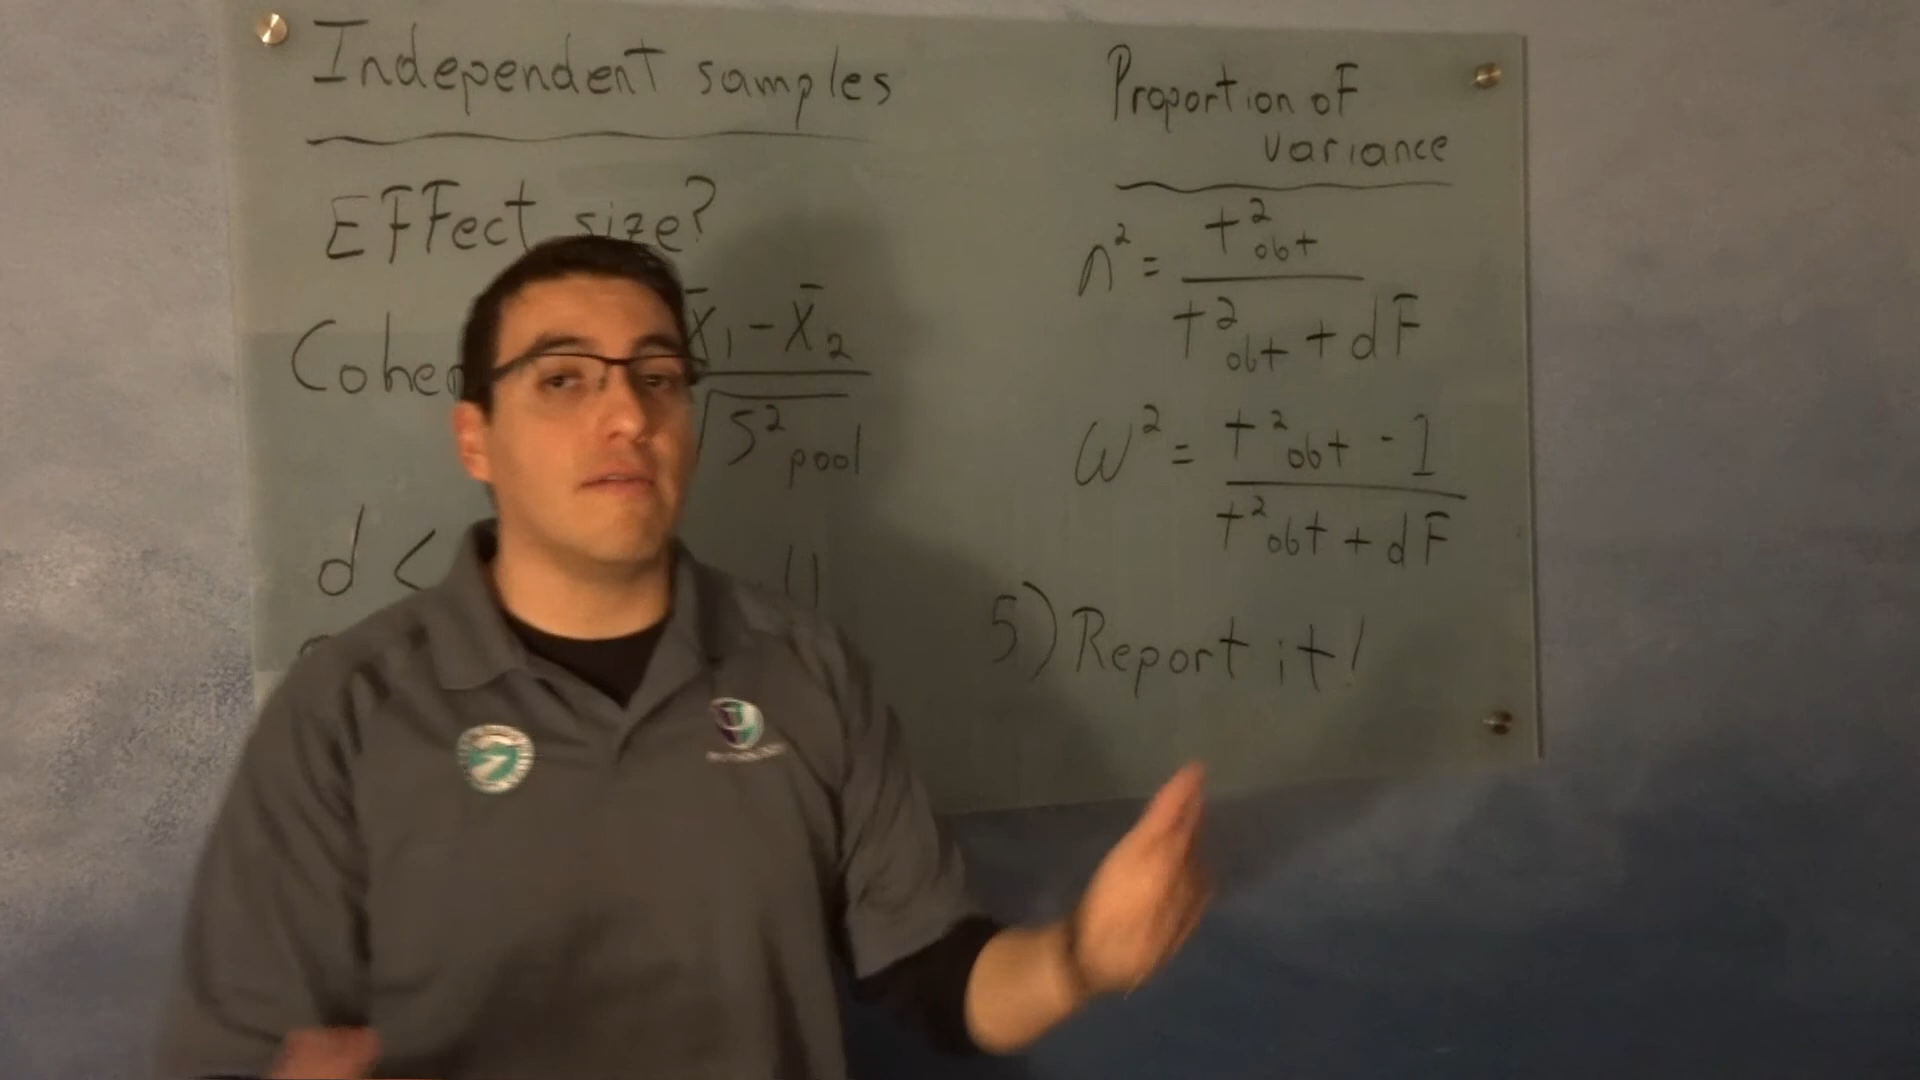 Independent samples
Effect size?
Cohen
X̄₁ - X̄₂
√S²pool
d <
Proportion of
variance
η² = t²obt
t²obt + df
ω² = t²obt - 1
t²obt + df
5) Report it!